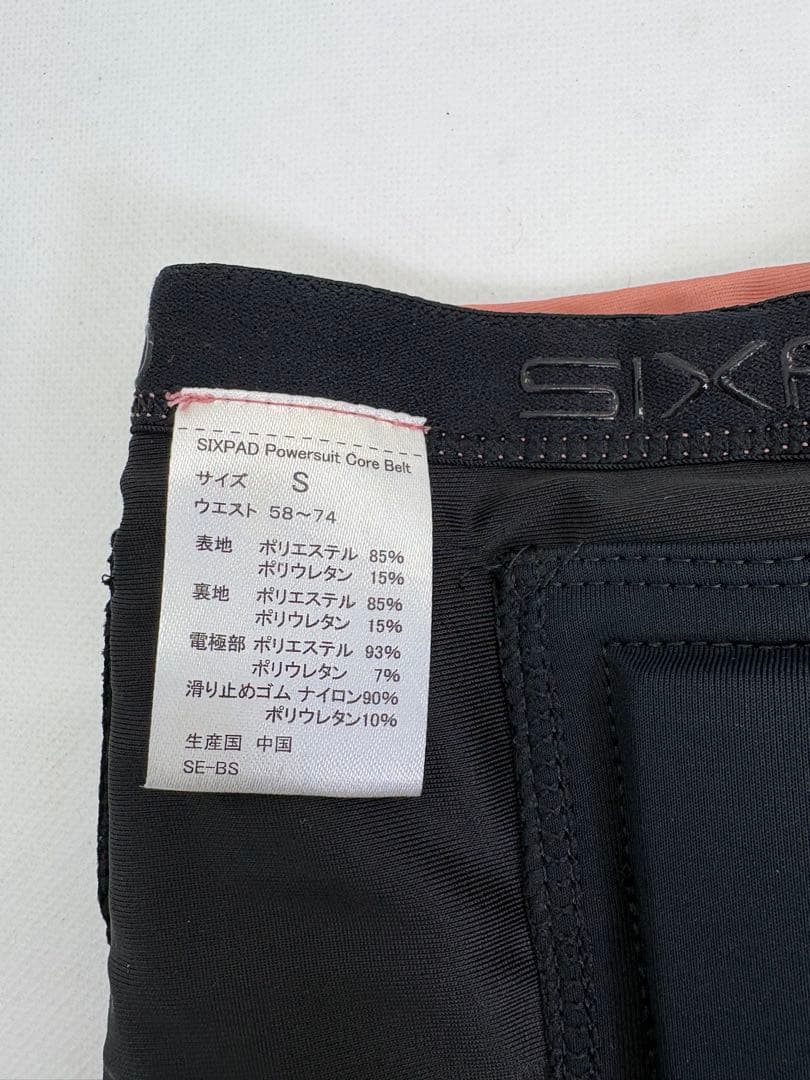 SIXPA
SIXPAD Powersuit Core Belt
サイズ S
ウエスト 58～74
表地 ポリエステル 85%
ポリウレタン 15%
裏地 ポリエステル 85%
ポリウレタン 15%
電極部 ポリエステル 93%
ポリウレタン 7%
滑り止めゴム ナイロン90%
ポリウレタン10%
生産国 中国
SE-BS